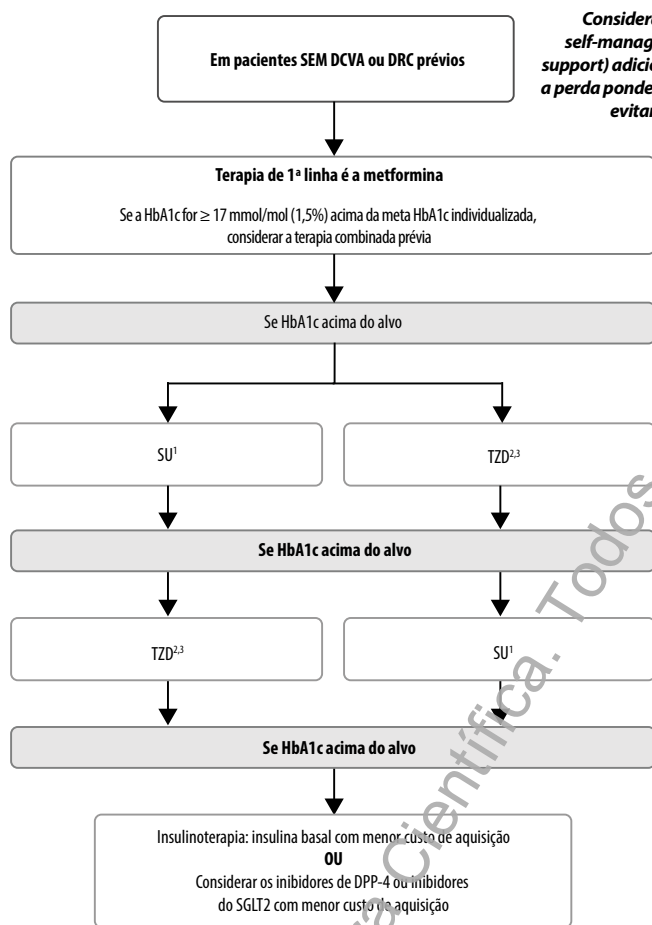 Em pacientes SEM DCVA ou DRC prévios
Considera
self-manag
support) adicio
a perda ponde
evitar
Terapia de 1ª linha é a metformina
Se a HbA1c for ≥ 17 mmol/mol (1,5%) acima da meta HbA1c individualizada,
considerar a terapia combinada prévia
Se HbA1c acima do alvo
SU¹
TZD²,³
Se HbA1c acima do alvo
TZD²,³
SU¹
Se HbA1c acima do alvo
Insulinoterapia: insulina basal com menor custo de aquisição
OU
Considerar os inibidores de DPP-4 ou inibidores
do SGLT2 com menor custo de aquisição
Científica. Todos